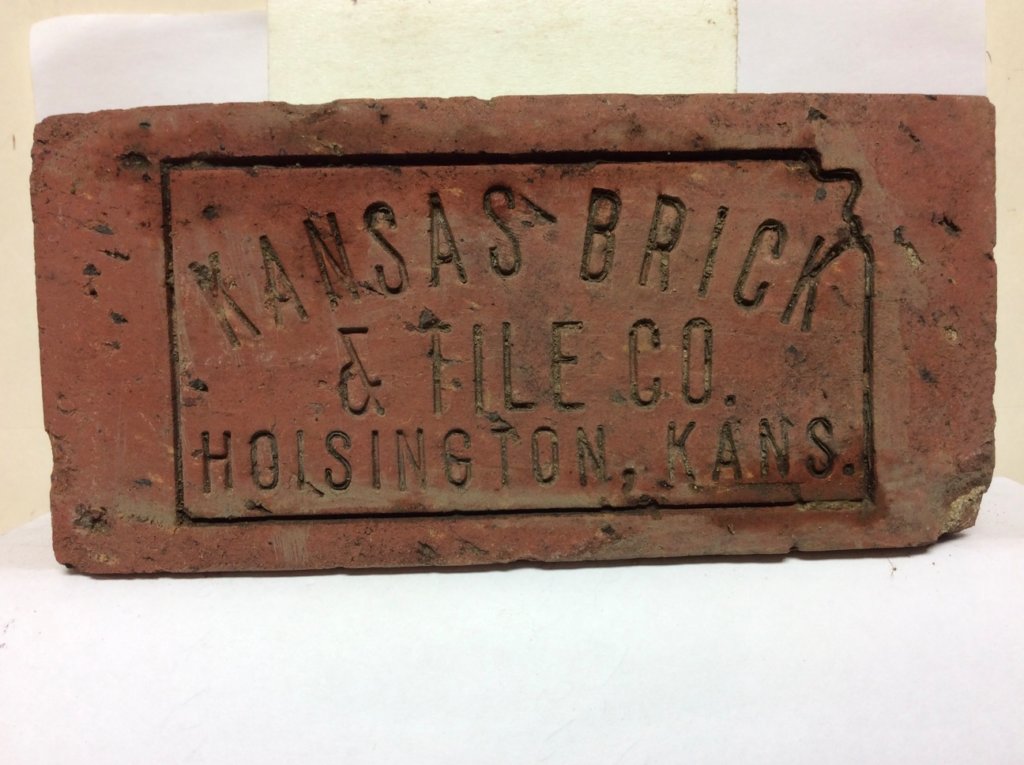 KANSAS BRICK
& TILE CO.
HOISINGTON, KANS.